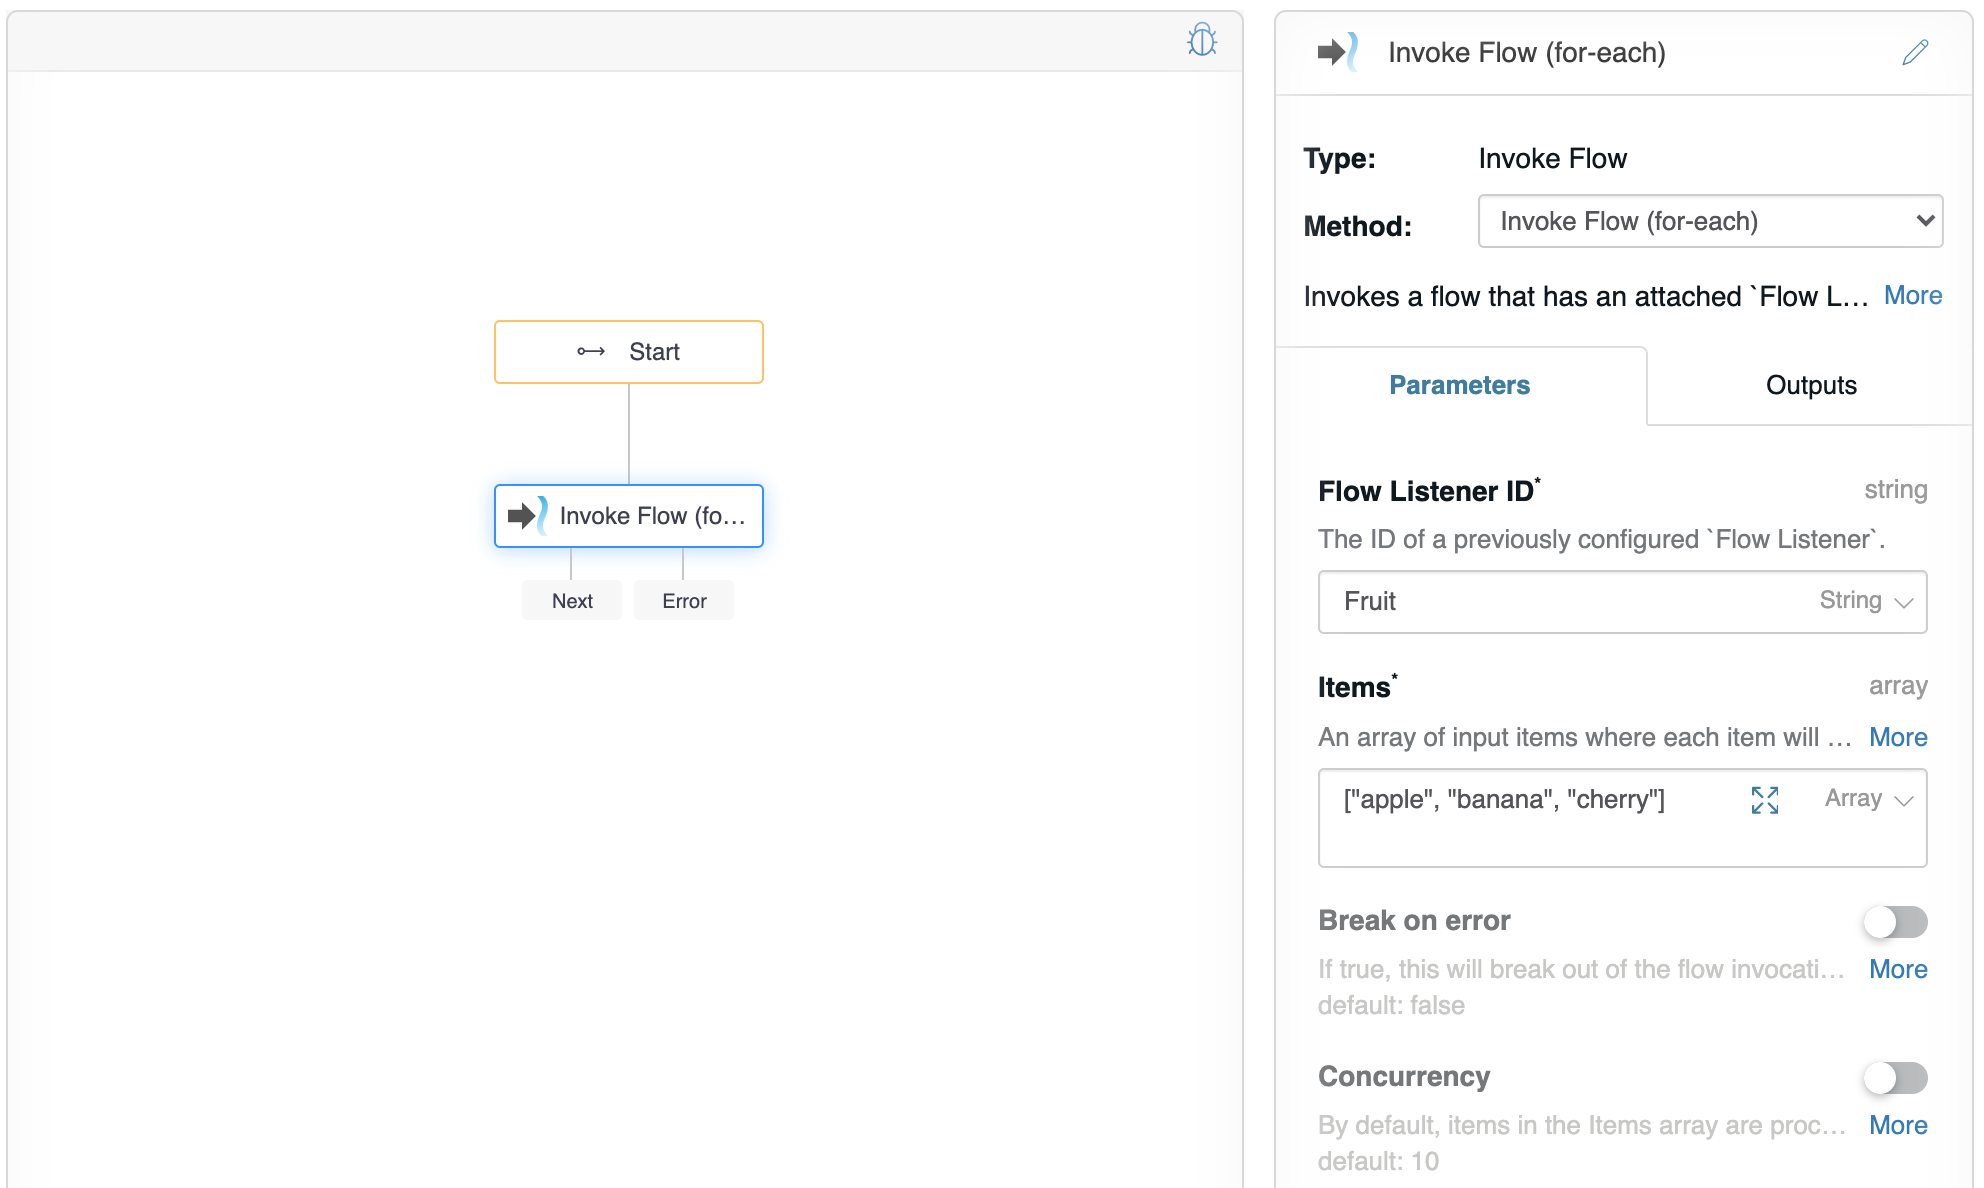 Start
Invoke Flow (fo...
Next
Error
Invoke Flow (for-each)
Type:
Invoke Flow
Method:
Invoke Flow (for-each)
Invokes a flow that has an attached `Flow L... More
Parameters
Outputs
Flow Listener ID*
string
The ID of a previously configured `Flow Listener`.
Fruit
String
Items*
array
An array of input items where each item will ... More
["apple", "banana", "cherry"]
Array
Break on error
If true, this will break out of the flow invocati... More
default: false
Concurrency
By default, items in the Items array are proc... More
default: 10